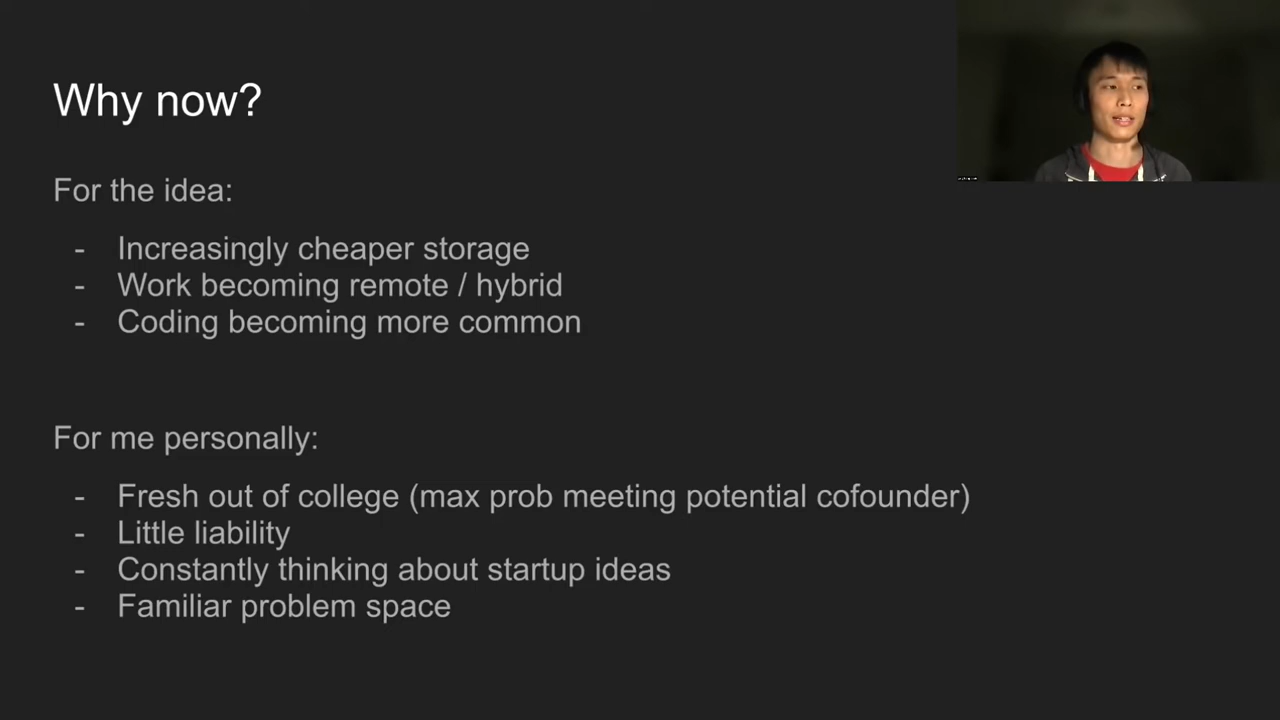 Why now?
For the idea:
- Increasingly cheaper storage
- Work becoming remote / hybrid
- Coding becoming more common
For me personally:
- Fresh out of college (max prob meeting potential cofounder)
- Little liability
- Constantly thinking about startup ideas
- Familiar problem space